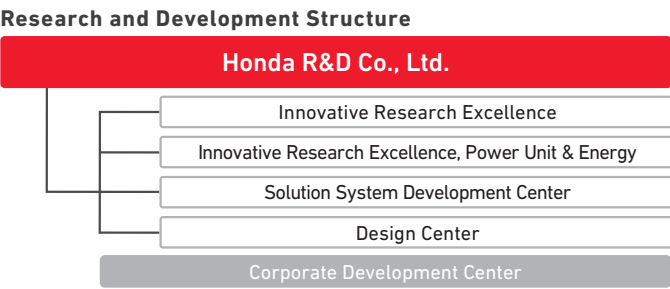 Research and Development Structure
Honda R&D Co., Ltd.
Innovative Research Excellence
Innovative Research Excellence, Power Unit & Energy
Solution System Development Center
Design Center
Corporate Development Center